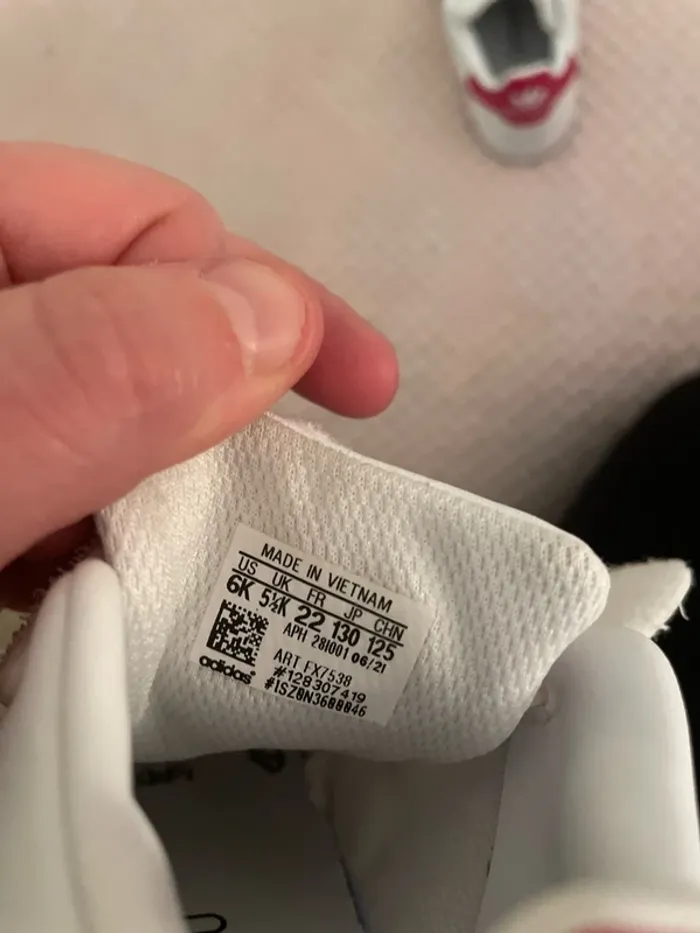 MADE IN VIETNAM
US UK FR JP CHN
6K 5½K 22 130 125
APH 281001 06/21
ART FX7538
#128307419
#1SZ0N3600046
adidas